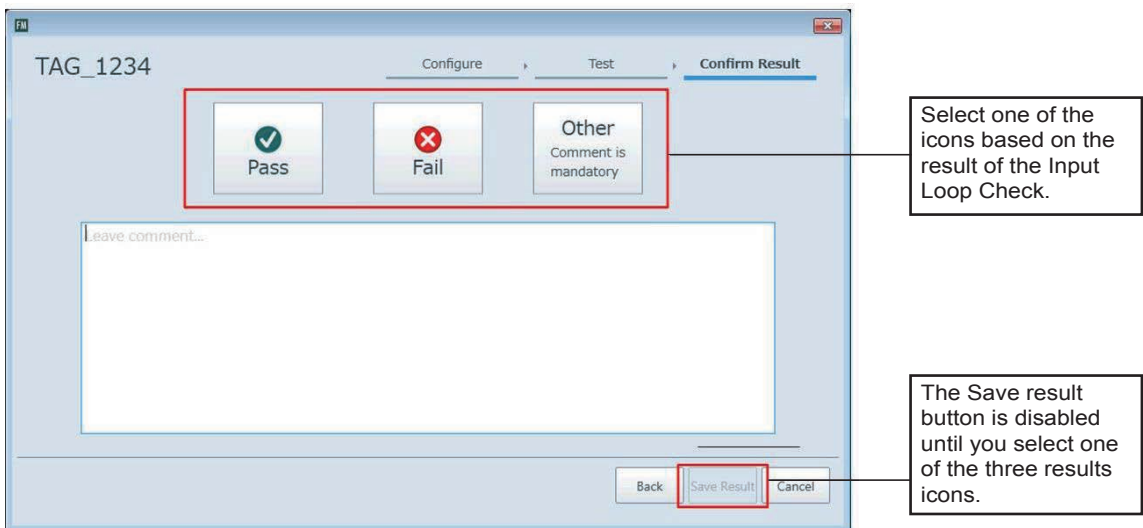 FM
TAG_1234
Configure
Test
Confirm Result
Pass
Fail
Other
Comment is
mandatory
Select one of the
icons based on the
result of the Input
Loop Check.
Leave comment...
The Save result
button is disabled
until you select one
of the three results
icons.
Back
Save Result
Cancel